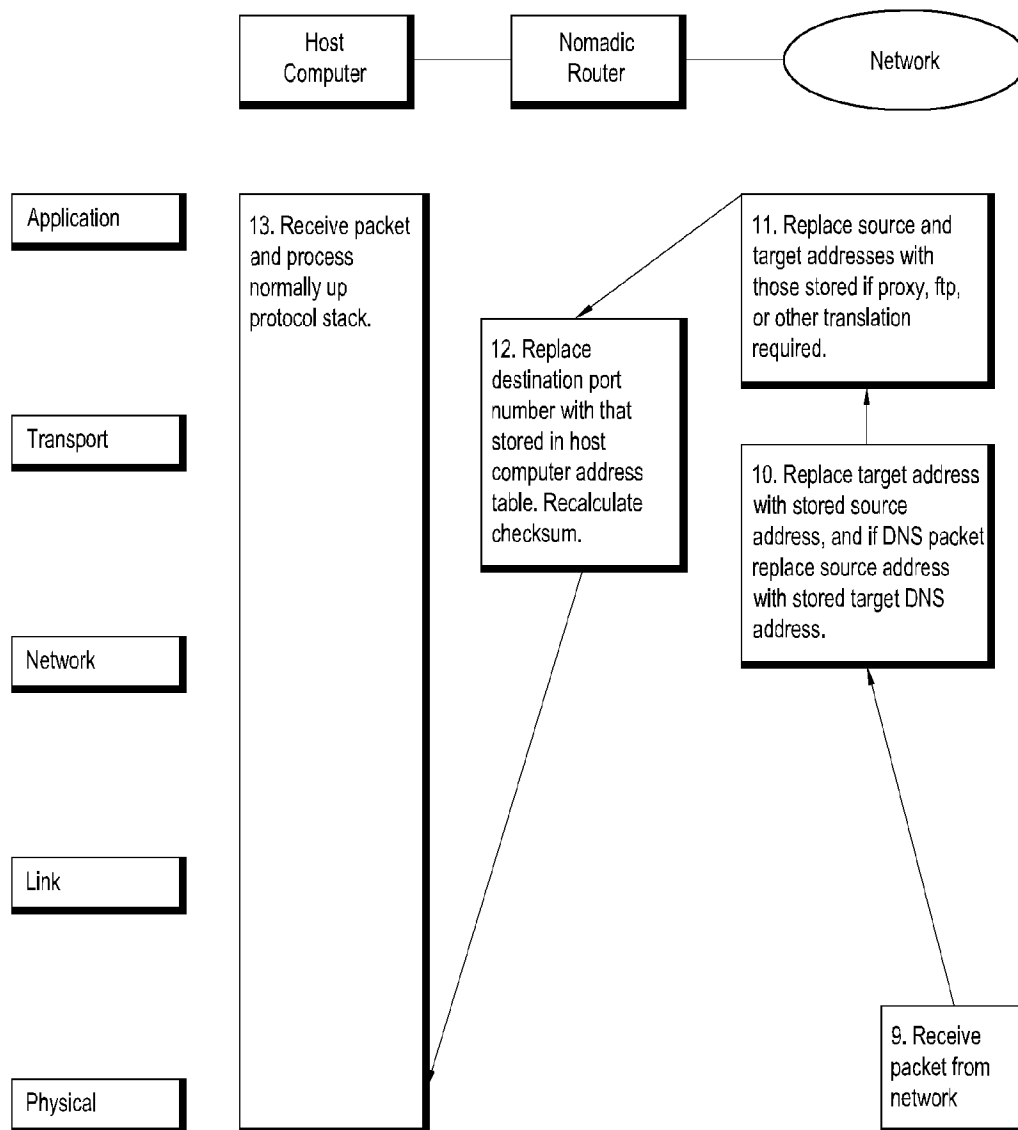 Host
Computer
Nomadic
Router
Network
Application
13. Receive packet
and process
normally up
protocol stack.
11. Replace source and
target addresses with
those stored if proxy, ftp,
or other translation
required.
12. Replace
destination port
number with that
stored in host
computer address
table. Recalculate
checksum.
Transport
10. Replace target address
with stored source
address, and if DNS packet
replace source address
with stored target DNS
address.
Network
Link
9. Receive
packet from
network
Physical